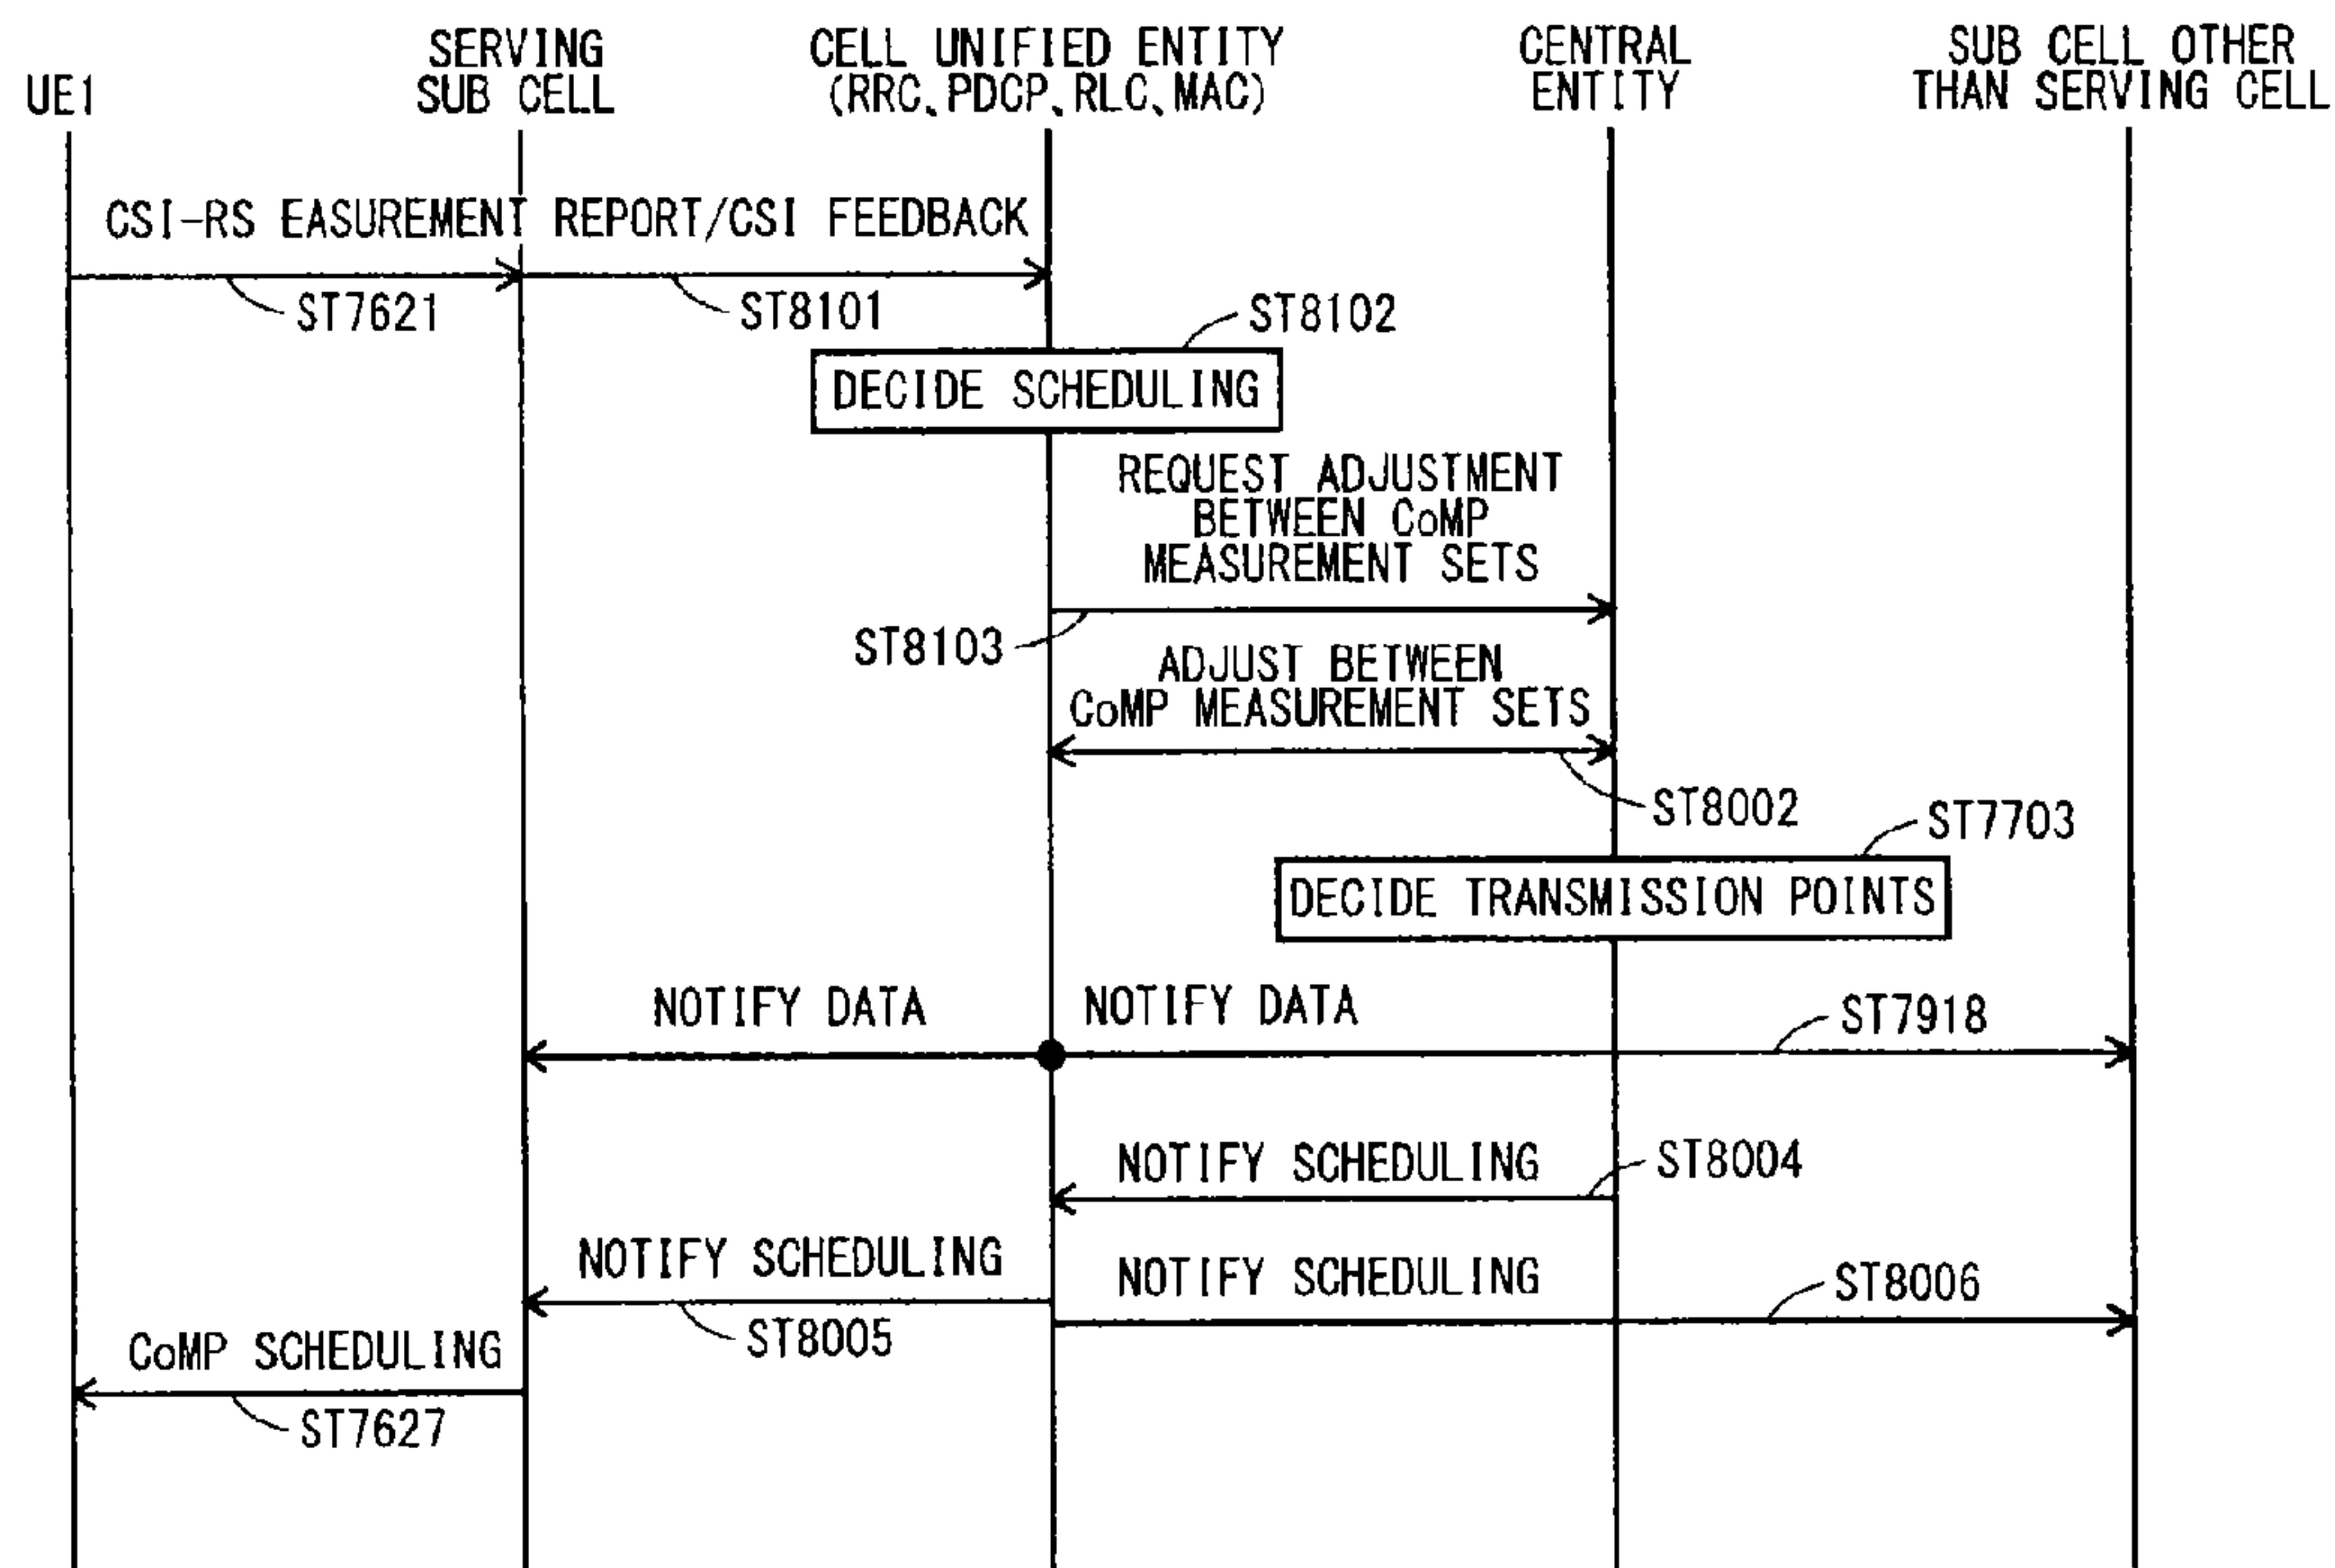 UE1
SERVING
SUB CELL
CELL UNIFIED ENTITY
(RRC、PDCP、RLC、MAC)
CENTRAL
ENTITY
SUB CELL OTHER
THAN SERVING CELL
CSI-RS EASUREMENT REPORT/CSI FEEDBACK
ST7621
ST8101
ST8102
DECIDE SCHEDULING
REQUEST ADJUSTMENT
BETWEEN CoMP
MEASUREMENT SETS
ST8103
ADJUST BETWEEN
CoMP MEASUREMENT SETS
ST8002
ST7703
DECIDE TRANSMISSION POINTS
NOTIFY DATA
NOTIFY DATA
ST7918
NOTIFY SCHEDULING
ST8004
NOTIFY SCHEDULING
NOTIFY SCHEDULING
ST8006
ST8005
CoMP SCHEDULING
ST7627